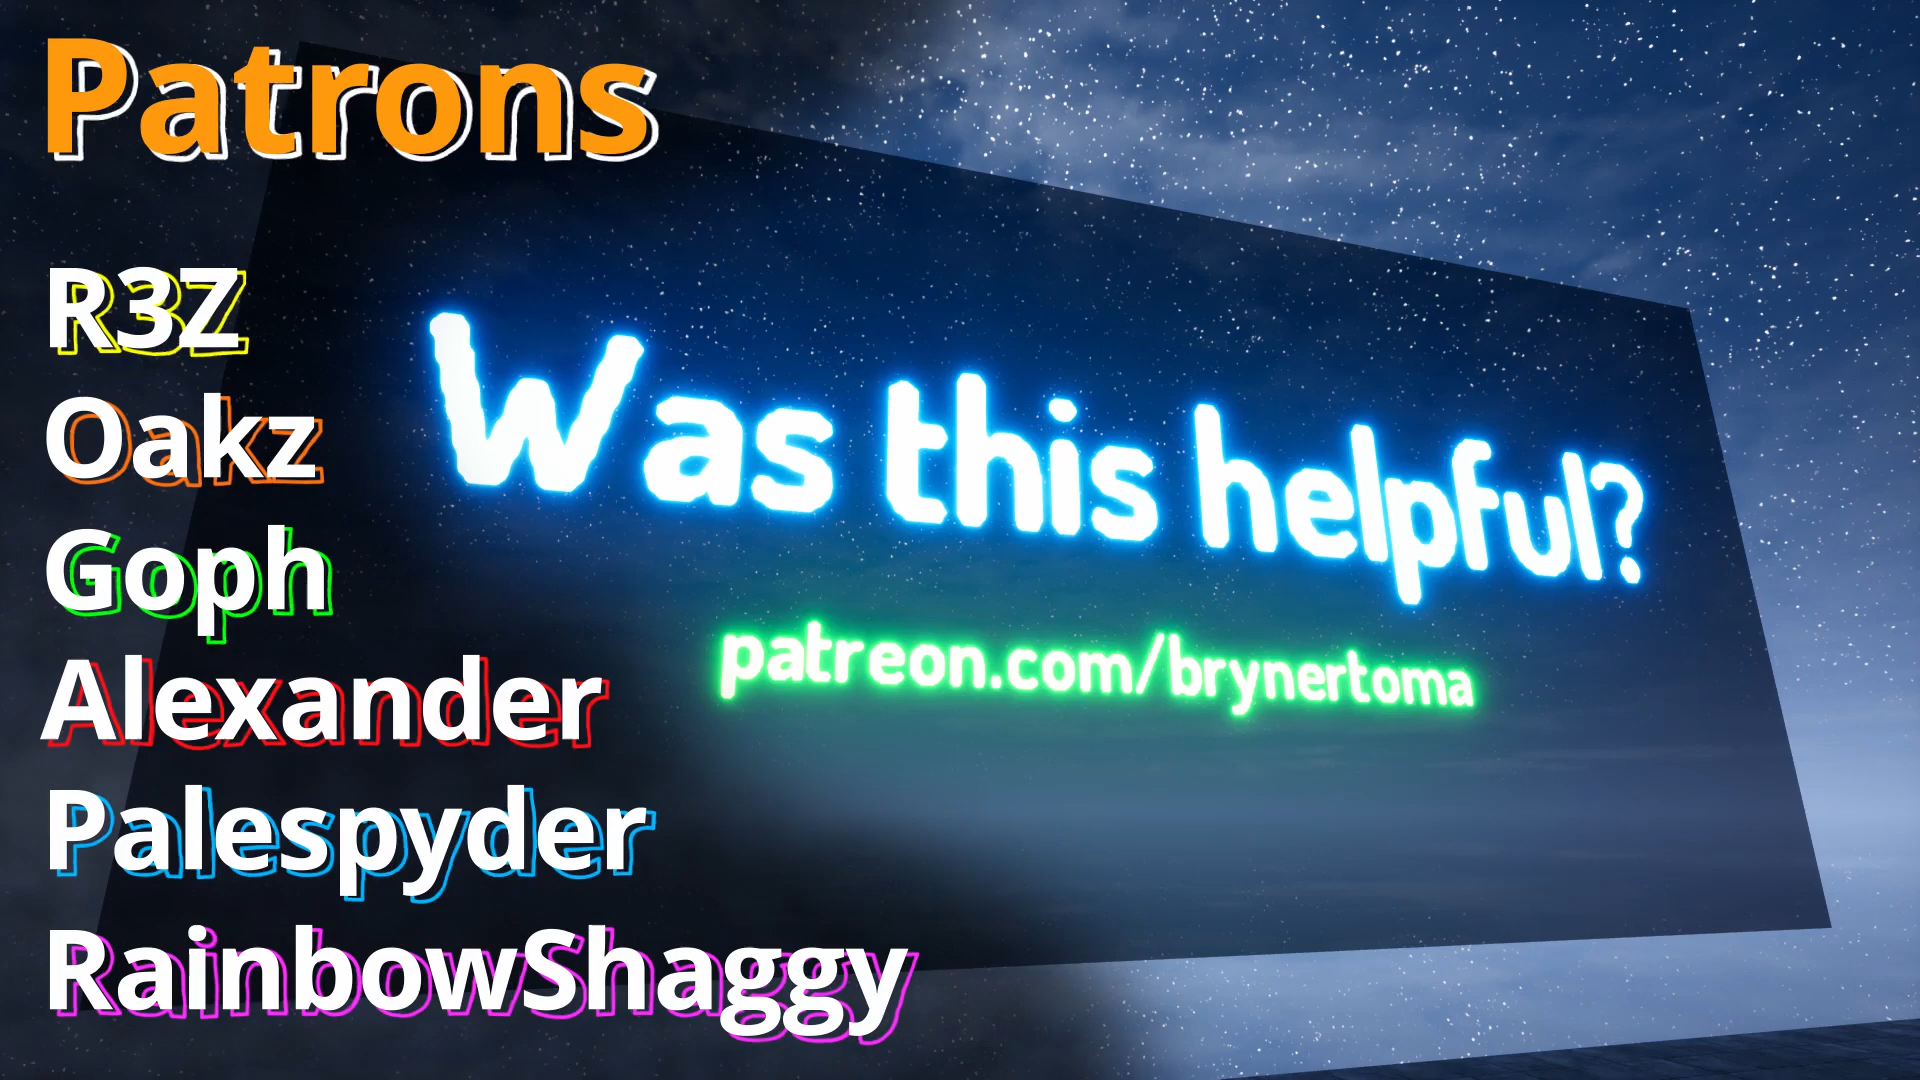 Patrons
R3Z
Oakz
Goph
Alexander
Palespyder
RainbowShaggy
Was this helpful?
patreon.com/brynertoma